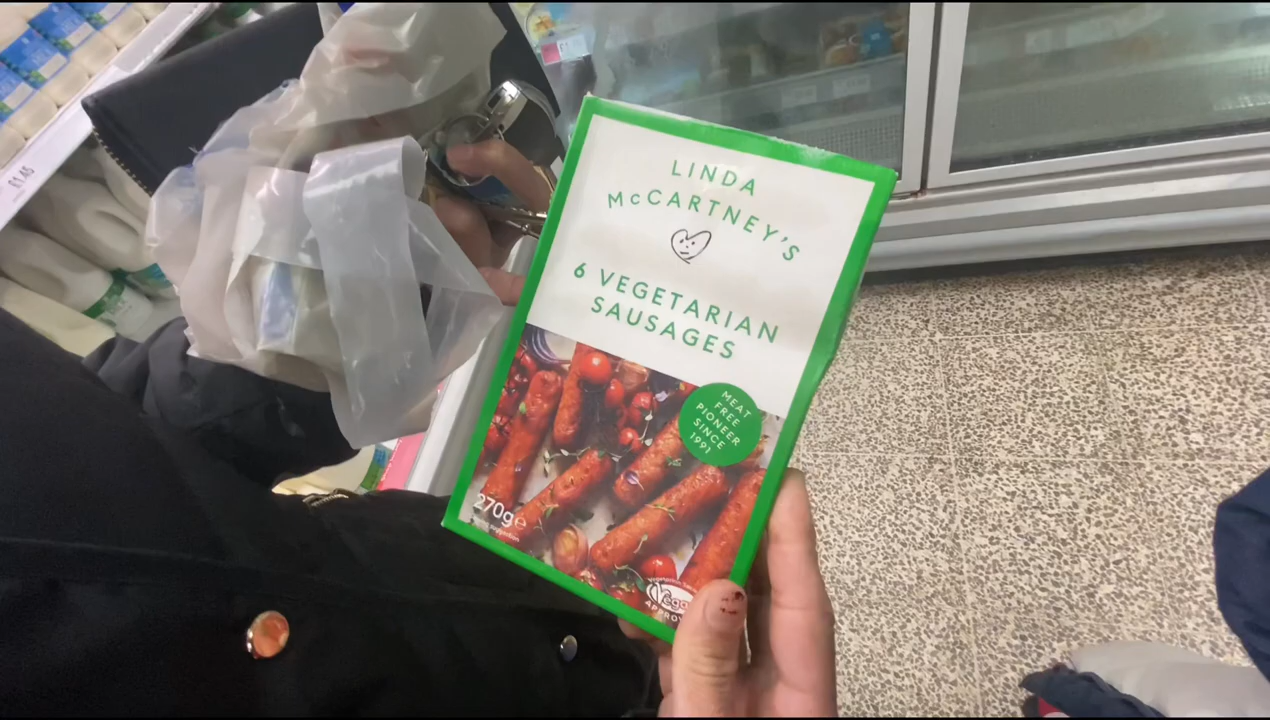 LINDA
McCARTNEY'S
6 VEGETARIAN
SAUSAGES
MEAT
FREE
PIONEER
SINCE
1991
270g e
£1.45